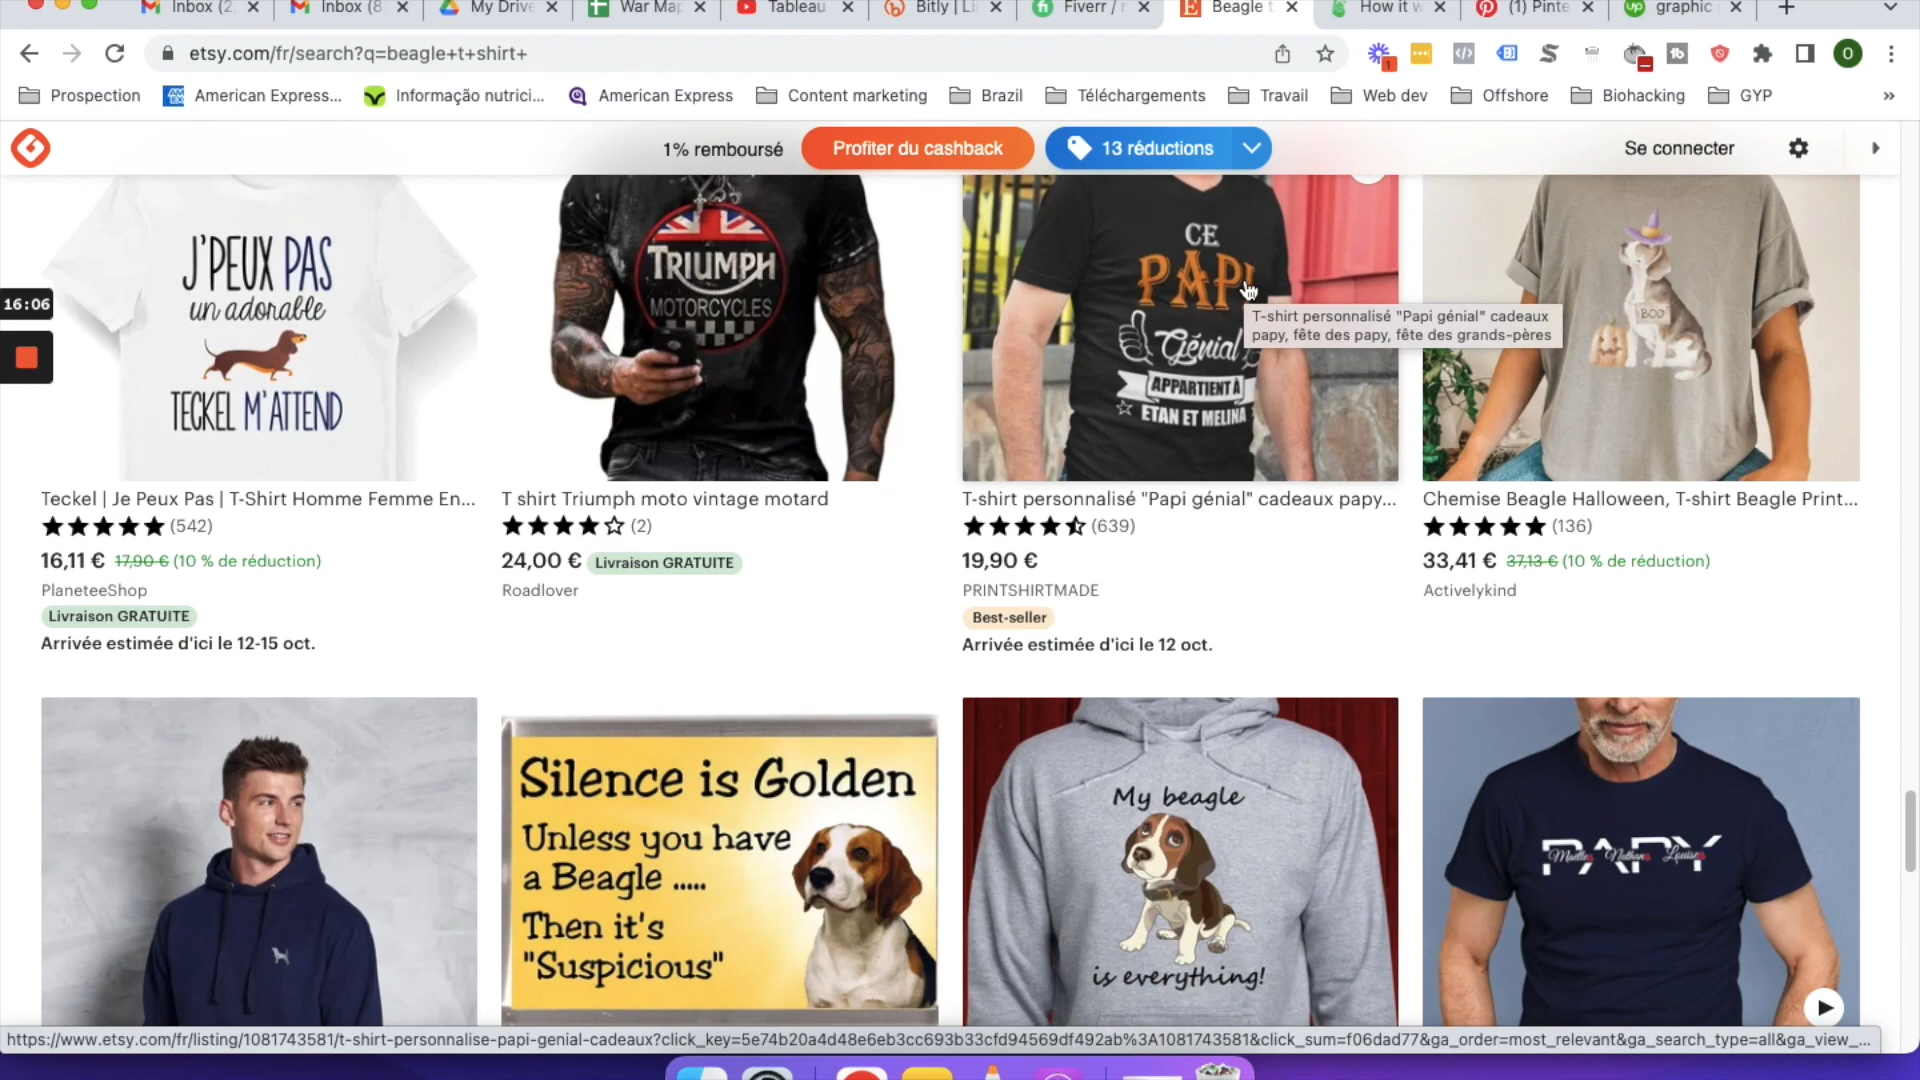 Inbox (2
Inbox (8
My Drive
War Map
Tableau
Bitly | Li
Fiverr / r
Beagle t
How it w
(1) Pinte
graphic
etsy.com/fr/search?q=beagle+t+shirt+
1
O
Prospection
American Express...
Informação nutrici...
American Express
Content marketing
Brazil
Téléchargements
Travail
Web dev
Offshore
Biohacking
GYP
»
1% remboursé
Profiter du cashback
13 réductions
Se connecter
16:06
J'PEUX PAS
un adorable
TECKEL M'ATTEND
TRIUMPH
MOTORCYCLES
CE
PAPI
Génial
APPARTIENT À
ETAN ET MELINA
T-shirt personnalisé "Papi génial" cadeaux
papy, fête des papy, fête des grands-pères
BOO
Teckel | Je Peux Pas | T-Shirt Homme Femme En...
(542)
16,11 € 17,90 € (10 % de réduction)
PlaneteeShop
Livraison GRATUITE
Arrivée estimée d'ici le 12-15 oct.
T shirt Triumph moto vintage motard
(2)
24,00 € Livraison GRATUITE
Roadlover
T-shirt personnalisé "Papi génial" cadeaux papy...
(639)
19,90 €
PRINTSHIRTMADE
Best-seller
Arrivée estimée d'ici le 12 oct.
Chemise Beagle Halloween, T-shirt Beagle Print...
(136)
33,41 € 37,13 € (10 % de réduction)
Activelykind
Silence is Golden
Unless you have
a Beagle .....
Then it's
"Suspicious"
My beagle
is everything!
PAPY
Maëlle Nathan Louise
https://www.etsy.com/fr/listing/1081743581/t-shirt-personnalise-papi-genial-cadeaux?click_key=5e74b20a4d48e6eb3cc693b33cfd94569df492ab%3A1081743581&click_sum=f06dad77&ga_order=most_relevant&ga_search_type=all&ga_view_...